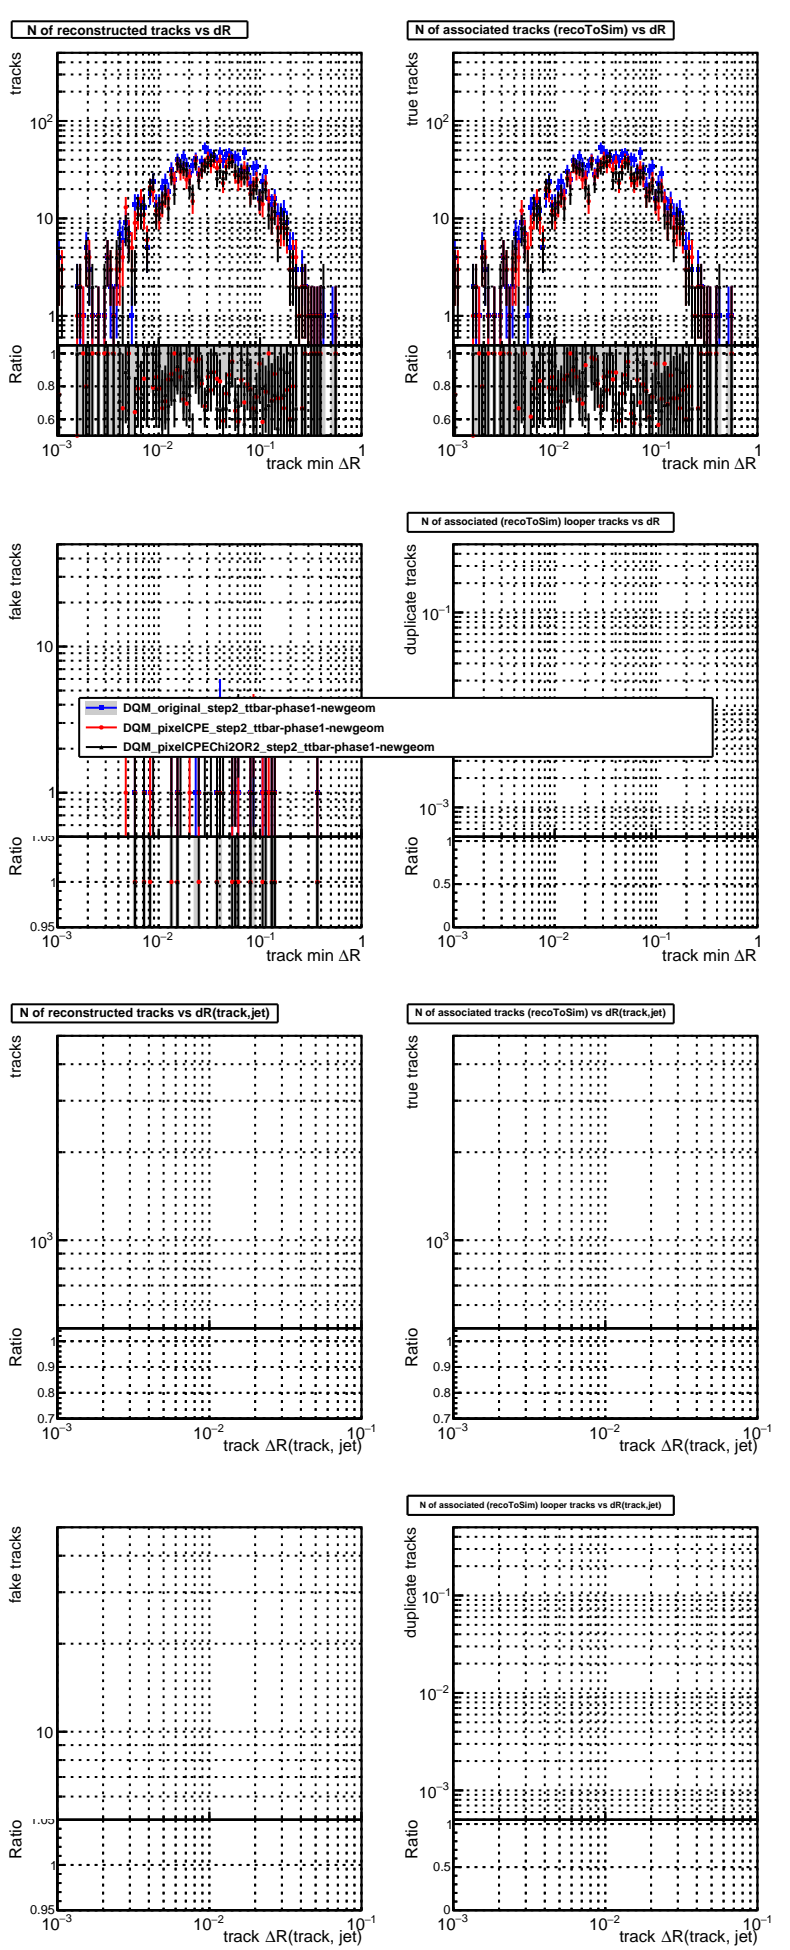 N of reconstructed tracks vs dR
N of associated tracks (recoToSim) vs dR
tracks
10²
10
1
Ratio
1
0.8
0.6
10⁻³ 10⁻² 10⁻¹ 1
track min ΔR
true tracks
10²
10
1
Ratio
1
0.8
0.6
10⁻³ 10⁻² 10⁻¹ 1
track min ΔR
N of associated (recoToSim) looper tracks vs dR
fake tracks
10
1
Ratio
1.05
1
0.95
10⁻³ 10⁻² 10⁻¹ 1
track min ΔR
duplicate tracks
10⁻¹
10⁻³
Ratio
1
0.5
0
10⁻³ 10⁻² 10⁻¹ 1
track min ΔR
DQM_original_step2_ttbar-phase1-newgeom
DQM_pixelCPE_step2_ttbar-phase1-newgeom
DQM_pixelCPEChi2OR2_step2_ttbar-phase1-newgeom
N of reconstructed tracks vs dR(track,jet)
N of associated tracks (recoToSim) vs dR(track,jet)
tracks
10³
Ratio
1
0.9
0.8
0.7
10⁻³ 10⁻² 10⁻¹
track ΔR(track, jet)
true tracks
10³
Ratio
1
0.9
0.8
0.7
10⁻³ 10⁻² 10⁻¹
track ΔR(track, jet)
N of associated (recoToSim) looper tracks vs dR(track,jet)
fake tracks
10
Ratio
1.05
1
0.95
10⁻³ 10⁻² 10⁻¹
track ΔR(track, jet)
duplicate tracks
10⁻¹
10⁻²
10⁻³
Ratio
1
0.5
0
10⁻³ 10⁻² 10⁻¹
track ΔR(track, jet)